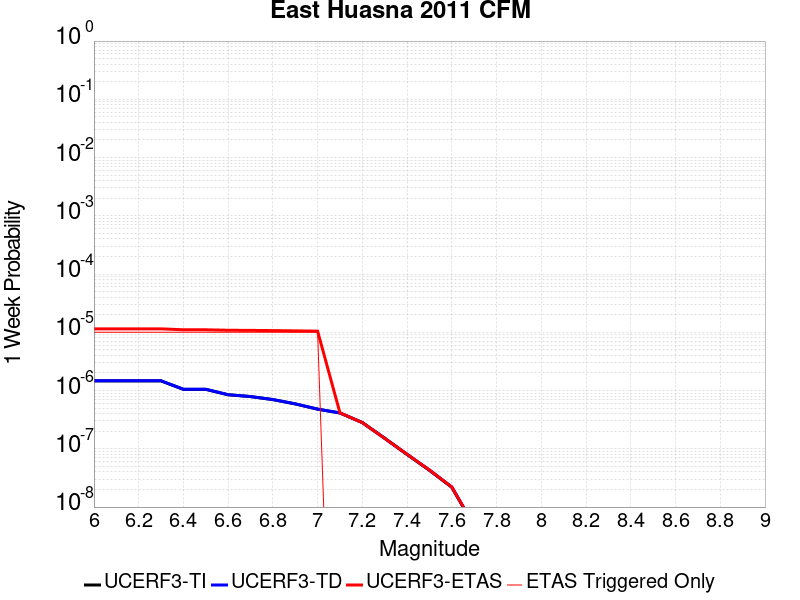 East Huasna 2011 CFM
1 Week Probability
10^0
10^-1
10^-2
10^-3
10^-4
10^-5
10^-6
10^-7
10^-8
6 6.2 6.4 6.6 6.8 7 7.2 7.4 7.6 7.8 8 8.2 8.4 8.6 8.8 9
Magnitude
UCERF3-TI UCERF3-TD UCERF3-ETAS ETAS Triggered Only